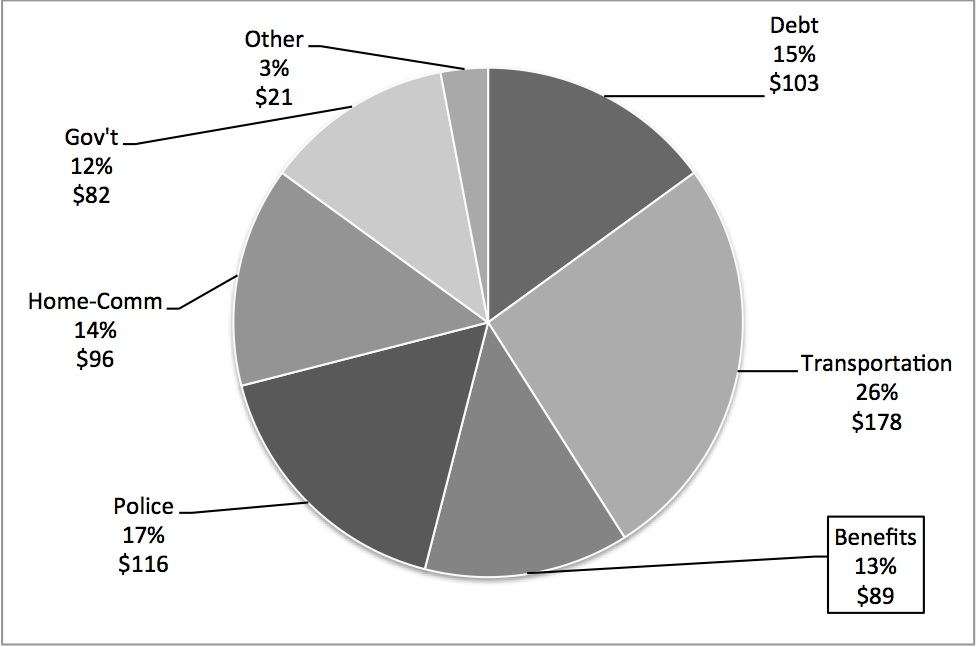 Debt
15%
$103
Transportation
26%
$178
Benefits
13%
$89
Police
17%
$116
Home-Comm
14%
$96
Gov't
12%
$82
Other
3%
$21